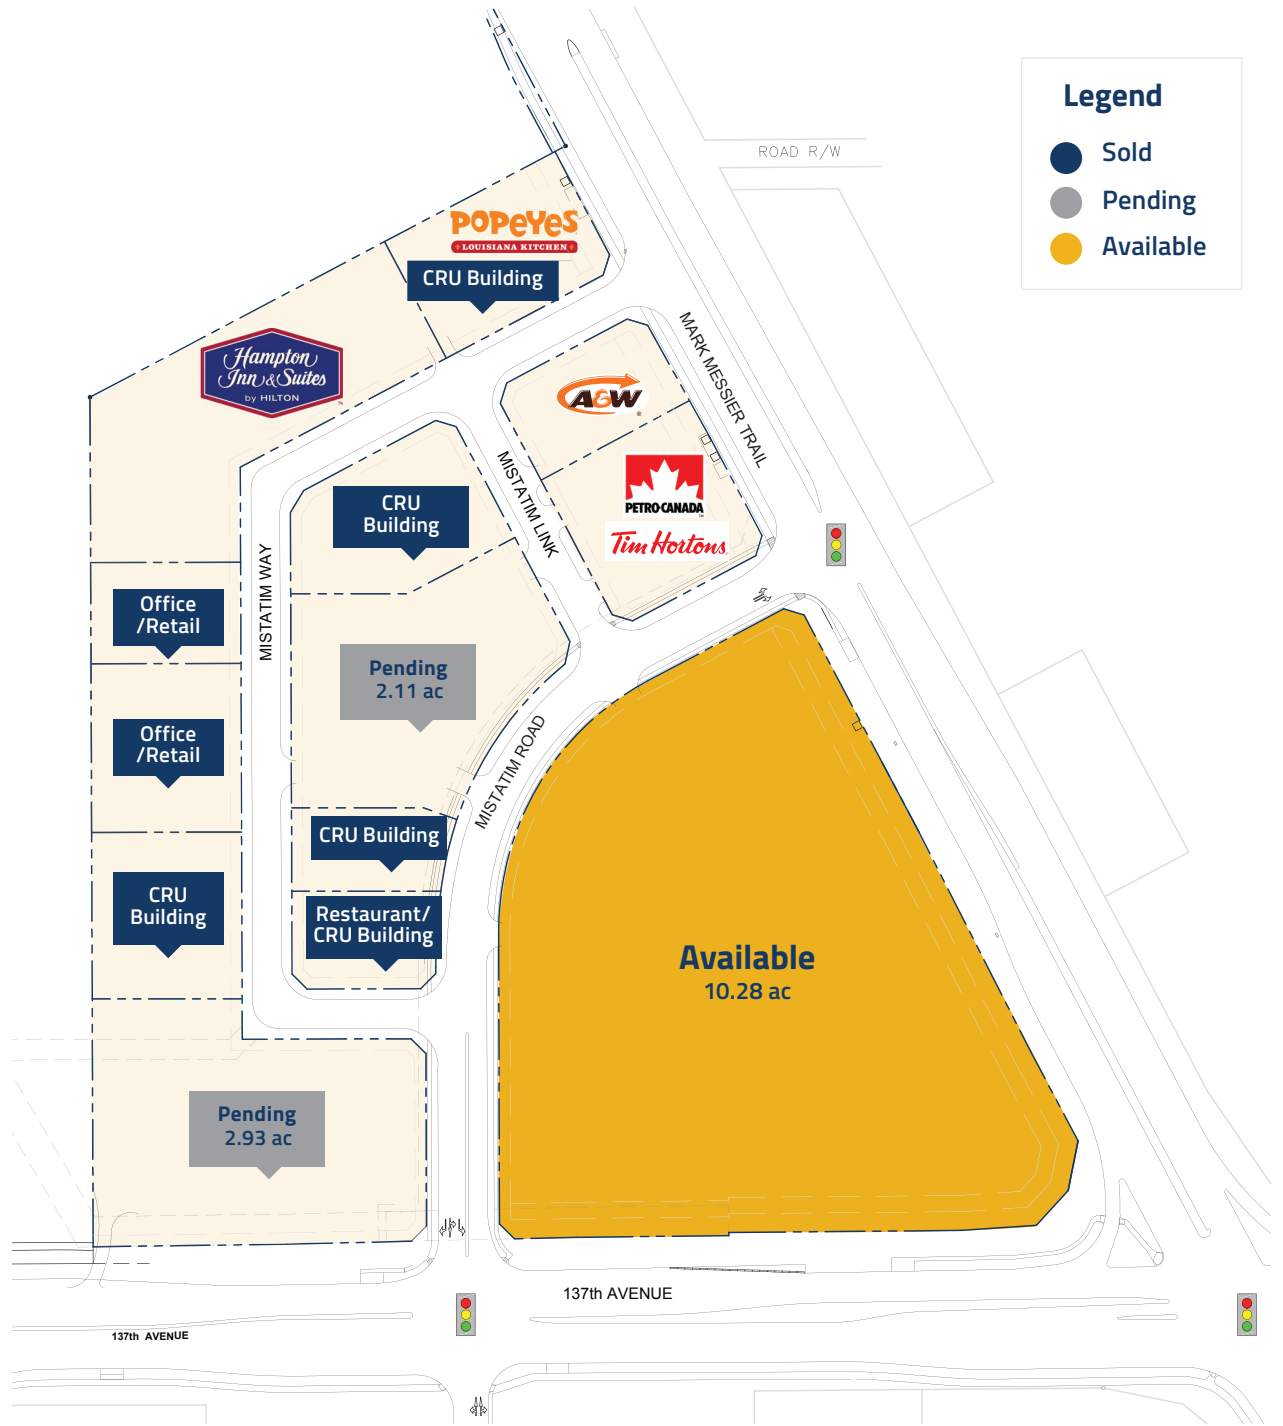 Legend
Sold
Pending
Available
ROAD R/W
POPEYES
LOUISIANA KITCHEN
CRU Building
Hampton
Inn & Suites
by HILTON
™
MARK MESSIER TRAIL
A&W
®
MISTATIM LINK
PETRO-CANADA
™
Tim Hortons
CRU
Building
MISTATIM WAY
Office
/Retail
Pending
2.11 ac
Office
/Retail
MISTATIM ROAD
CRU Building
CRU
Building
Restaurant/
CRU Building
Available
10.28 ac
Pending
2.93 ac
137th AVENUE
137th AVENUE